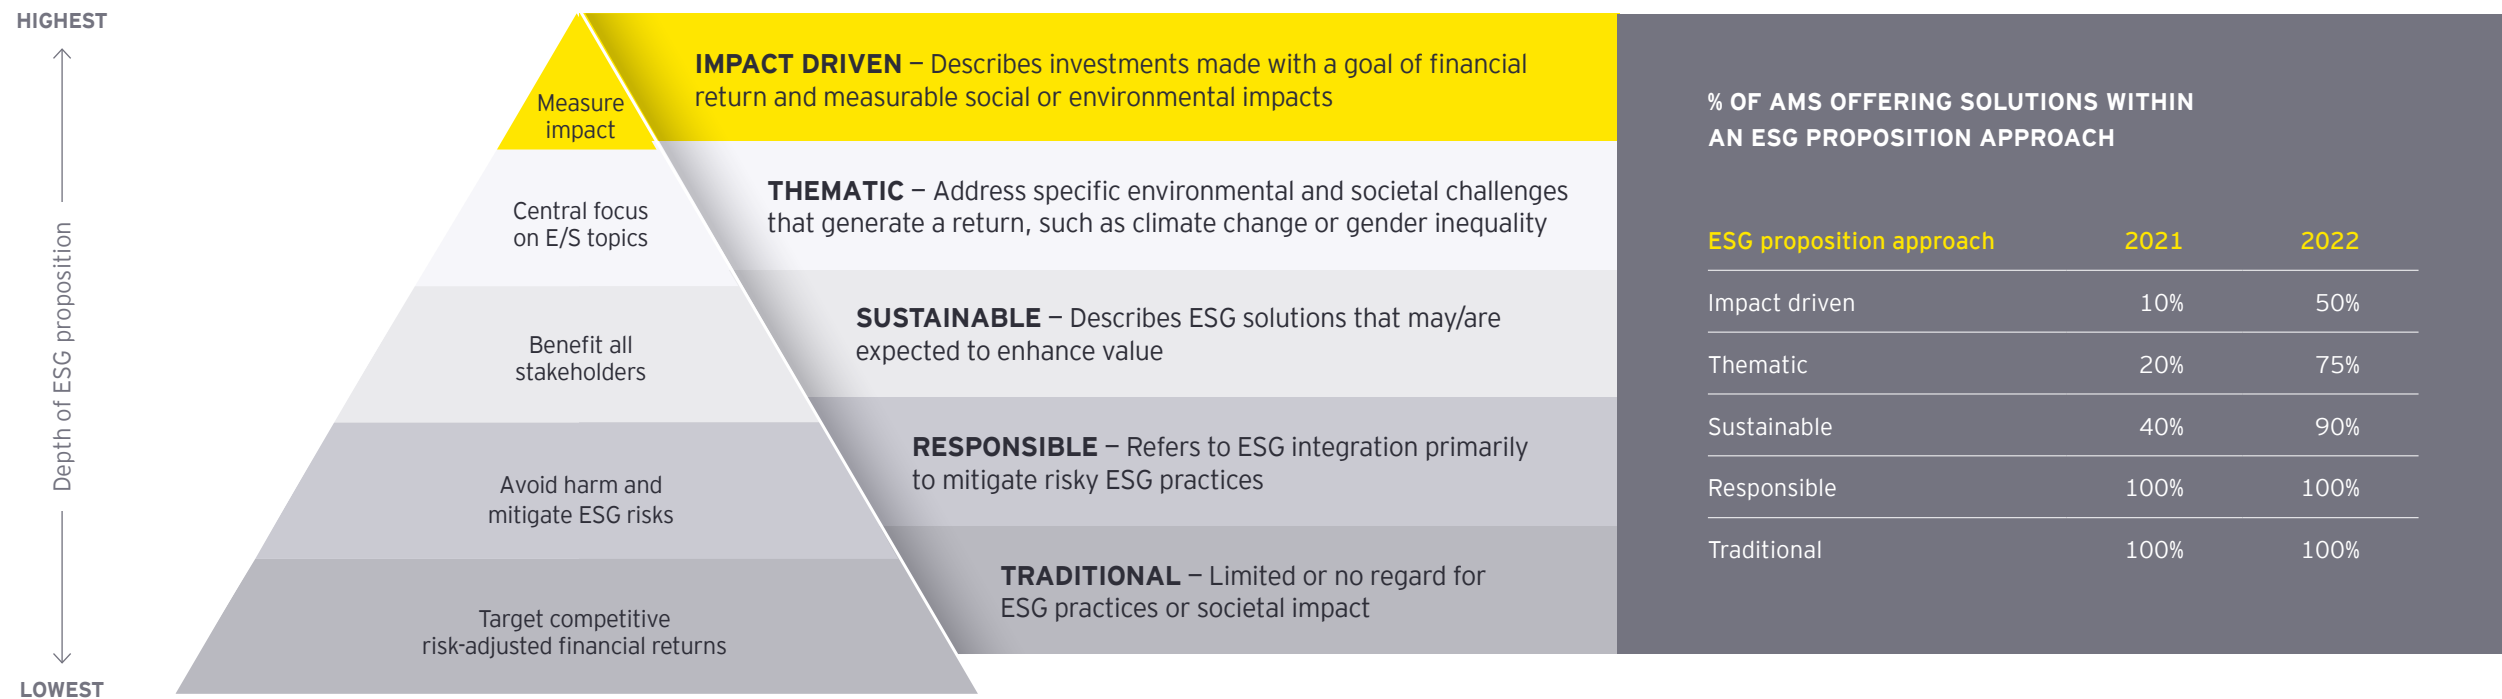 HIGHEST
Depth of ESG proposition
LOWEST
Measure
impact
Central focus
on E/S topics
Benefit all
stakeholders
Avoid harm and
mitigate ESG risks
Target competitive
risk-adjusted financial returns
IMPACT DRIVEN – Describes investments made with a goal of financial
return and measurable social or environmental impacts
THEMATIC – Address specific environmental and societal challenges
that generate a return, such as climate change or gender inequality
SUSTAINABLE – Describes ESG solutions that may/are
expected to enhance value
RESPONSIBLE – Refers to ESG integration primarily
to mitigate risky ESG practices
TRADITIONAL – Limited or no regard for
ESG practices or societal impact
% OF AMS OFFERING SOLUTIONS WITHIN
AN ESG PROPOSITION APPROACH
ESG proposition approach 2021 2022
Impact driven 10% 50%
Thematic 20% 75%
Sustainable 40% 90%
Responsible 100% 100%
Traditional 100% 100%